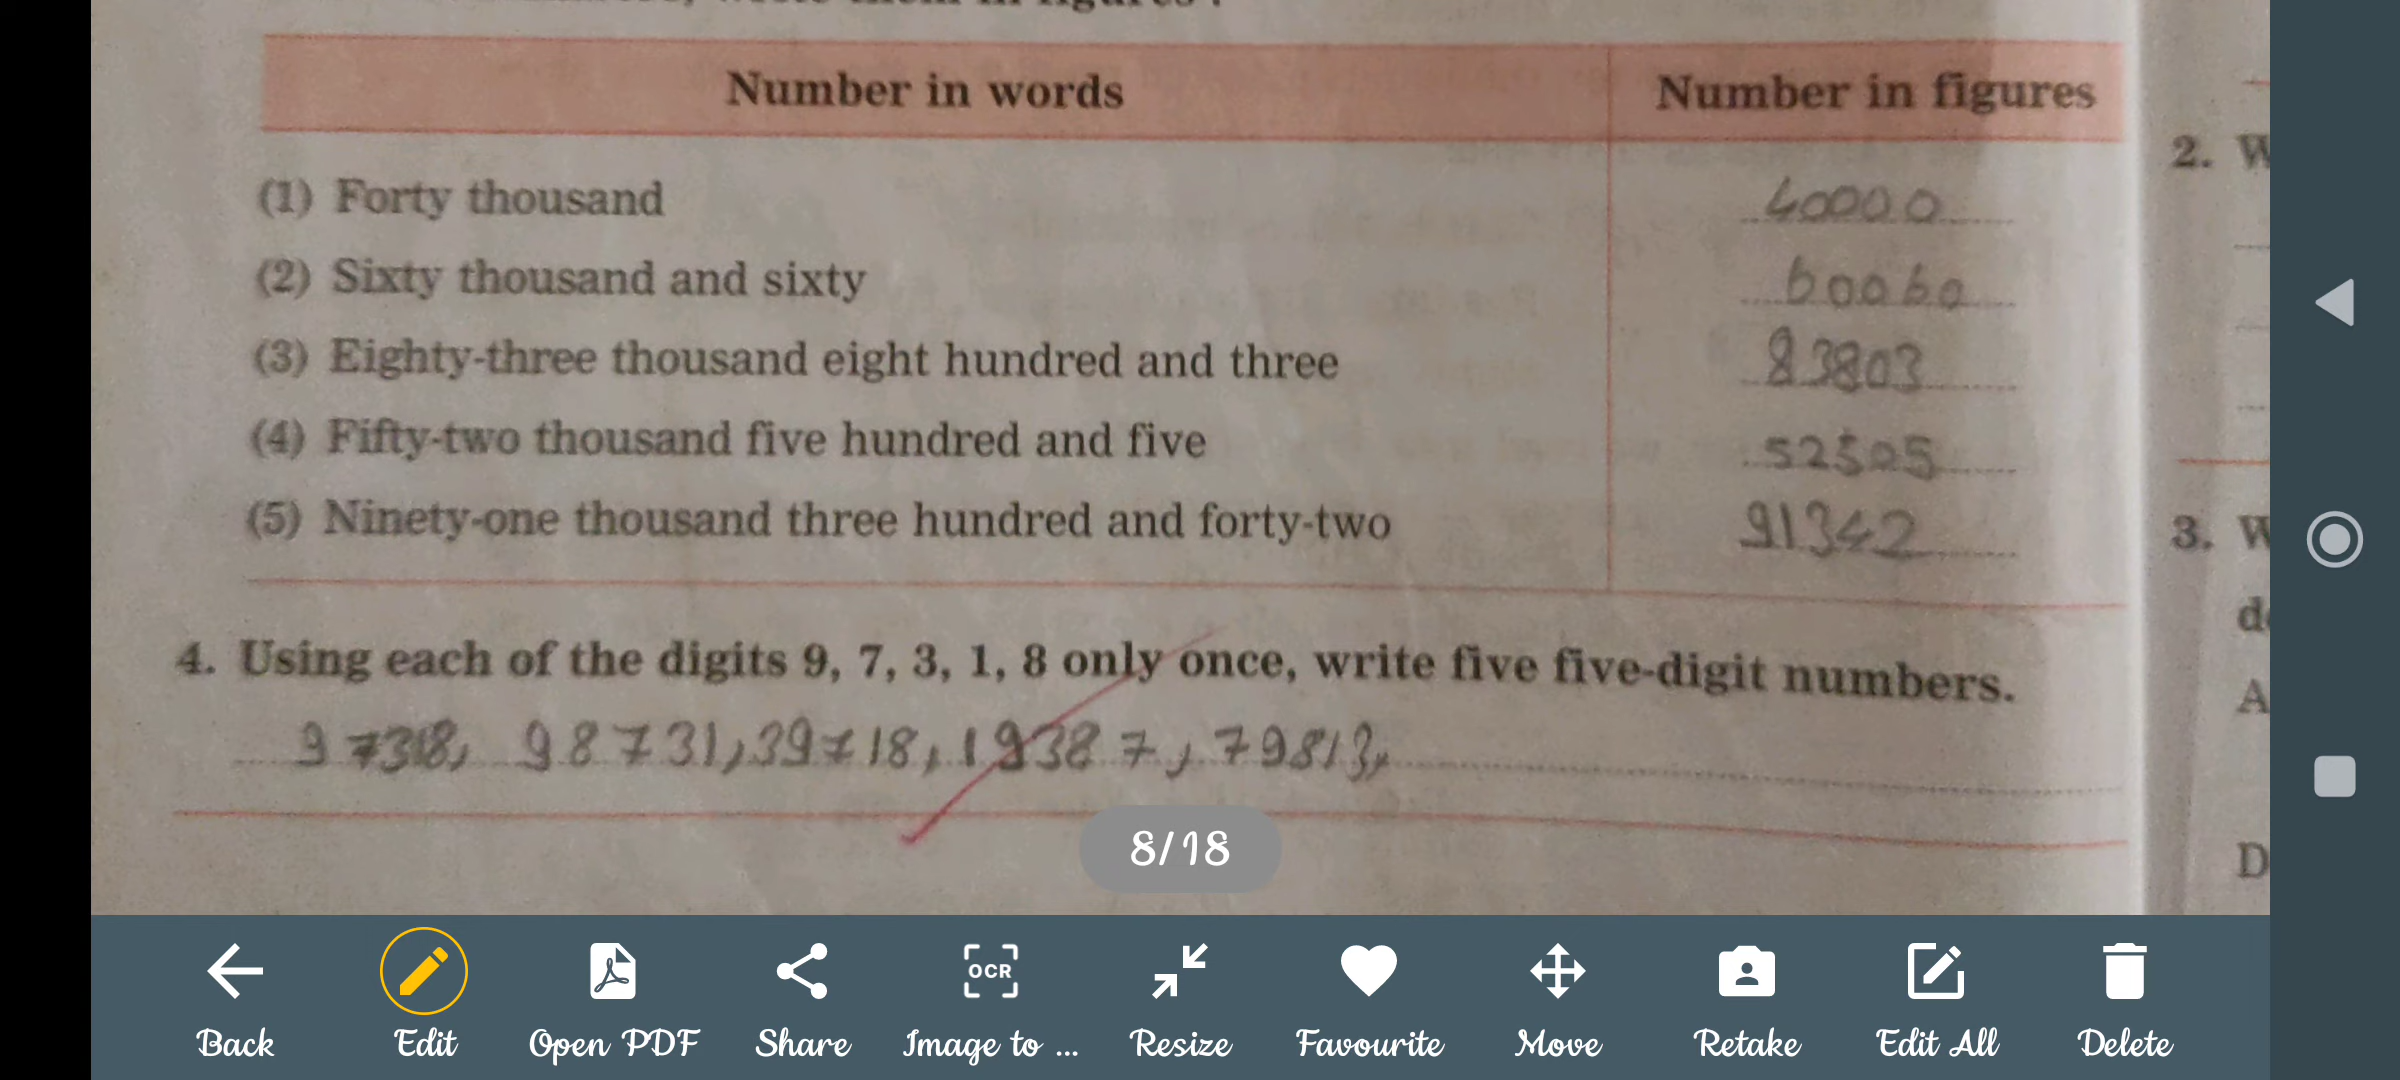 Number in words Number in figures
(1) Forty thousand 40000
(2) Sixty thousand and sixty 60060
(3) Eighty-three thousand eight hundred and three 83803
(4) Fifty-two thousand five hundred and five 52505
(5) Ninety-one thousand three hundred and forty-two 91342
4. Using each of the digits 9, 7, 3, 1, 8 only once, write five five-digit numbers.
98731, 39718, 19387, 79813,
2. W
3. W
d
A
D
8/18
Back Edit Open PDF Share OCR Image to ... Resize Favourite Move Retake Edit All Delete